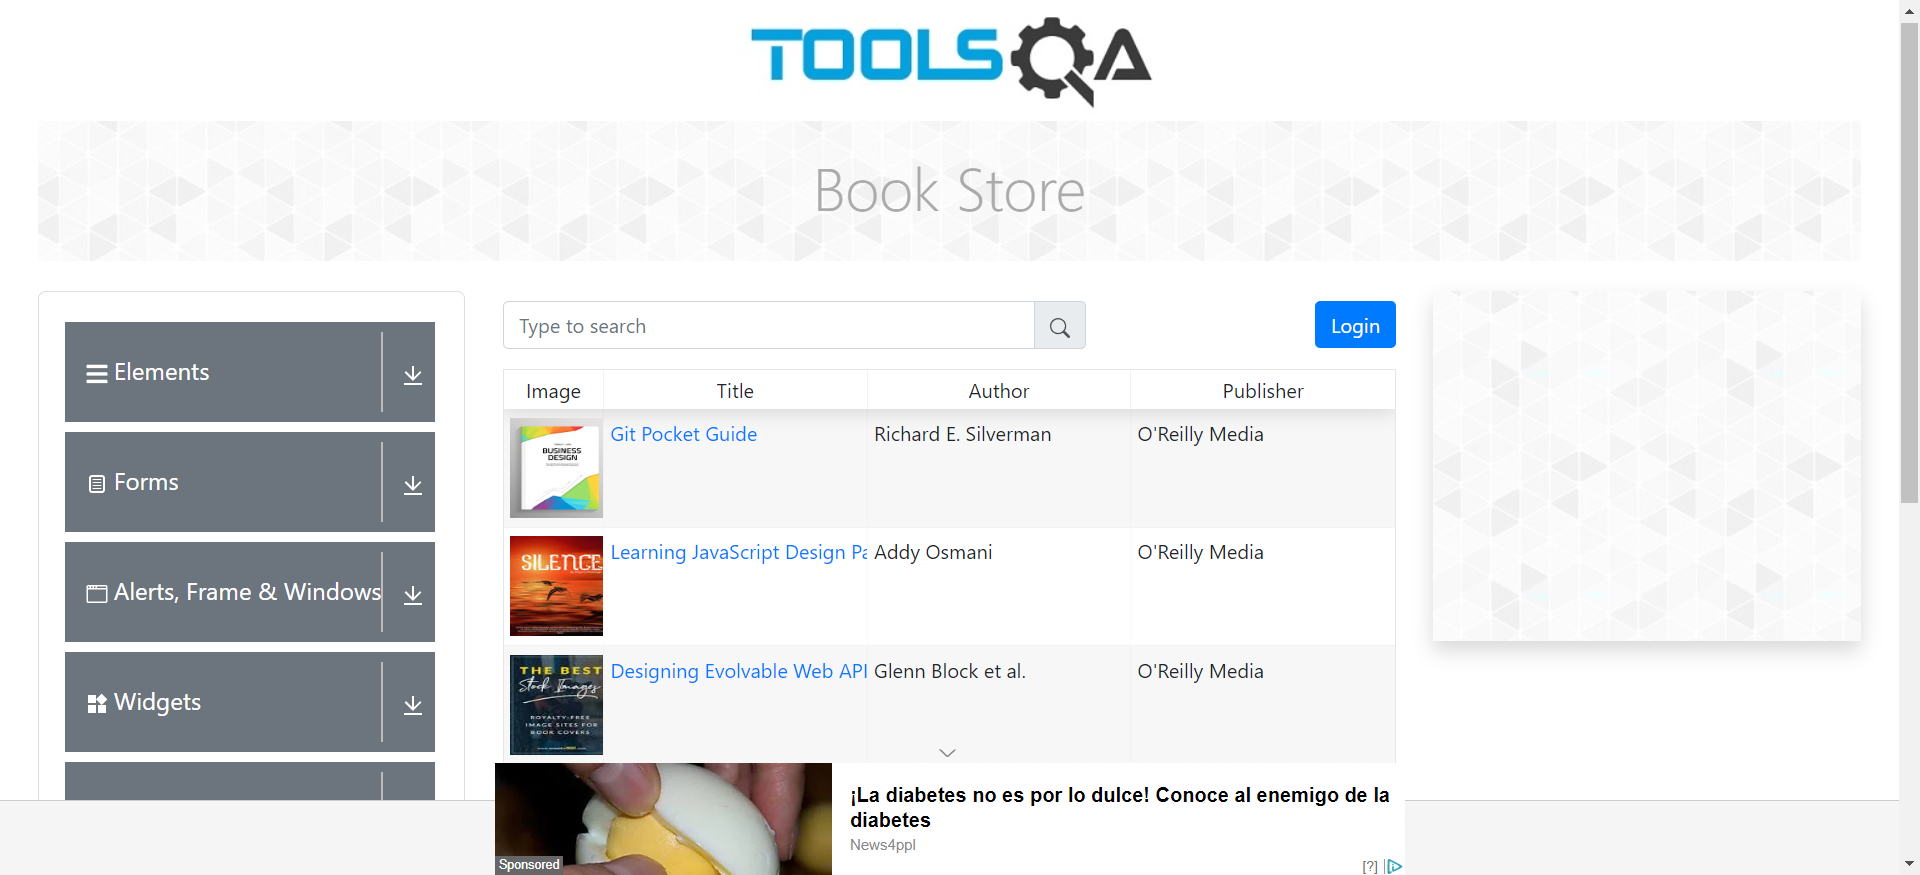 TOOLSQA
Book Store
Elements
Forms
Alerts, Frame & Windows
Widgets
Type to search
Login
Image Title Author Publisher
BUSINESS
DESIGN
Git Pocket Guide Richard E. Silverman O'Reilly Media
SILENCE
Learning JavaScript Design Pa Addy Osmani O'Reilly Media
THE BEST
Stock Images
ROYALTY-FREE
IMAGE SITES FOR
BOOK COVERS
Designing Evolvable Web API Glenn Block et al. O'Reilly Media
Sponsored
¡La diabetes no es por lo dulce! Conoce al enemigo de la
diabetes
News4ppl
[?]